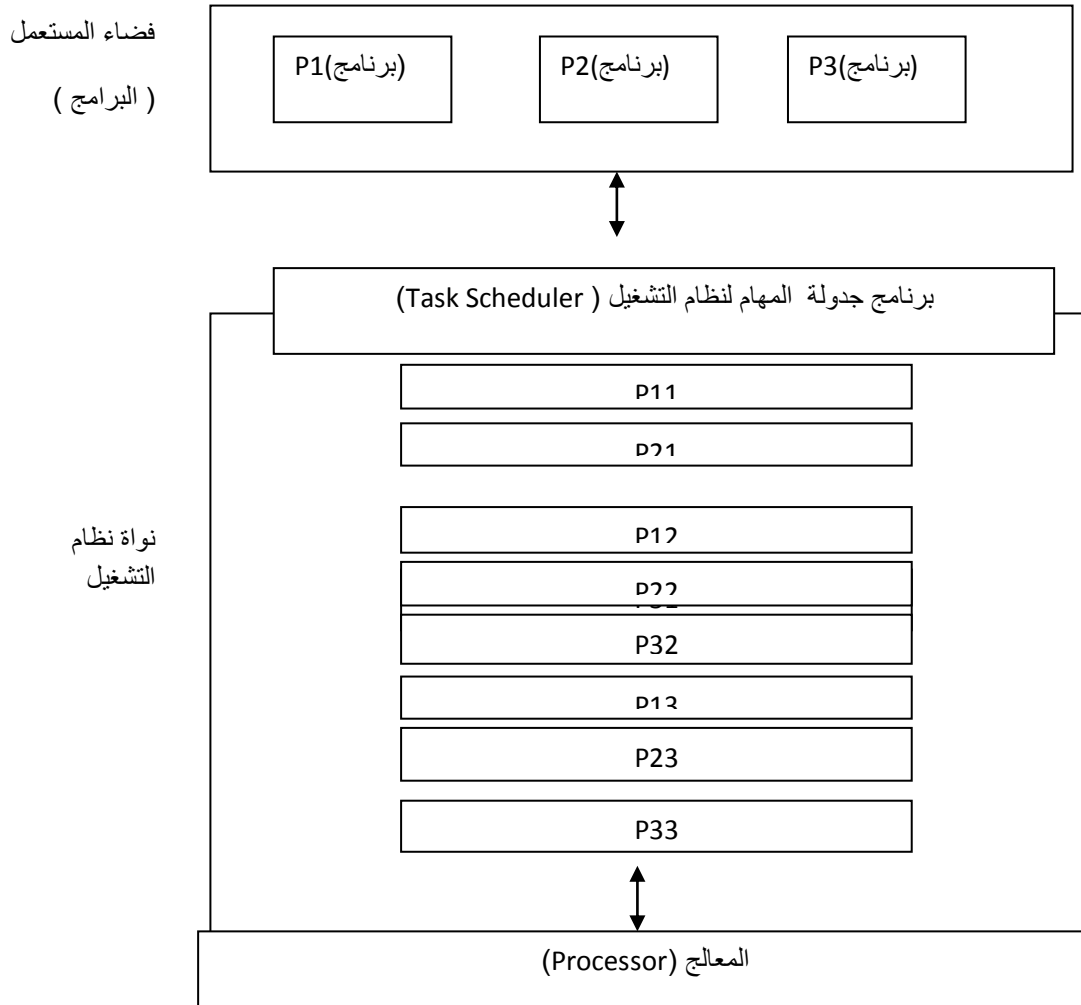 فضاء المستعمل
( البرامج )
P1(برنامج)
P2(برنامج)
P3(برنامج)
برنامج جدولة المهام لنظام التشغيل ( Task Scheduler)
P11
P21
P12
P22
P32
P13
P23
P33
نواة نظام
التشغيل
المعالج (Processor)